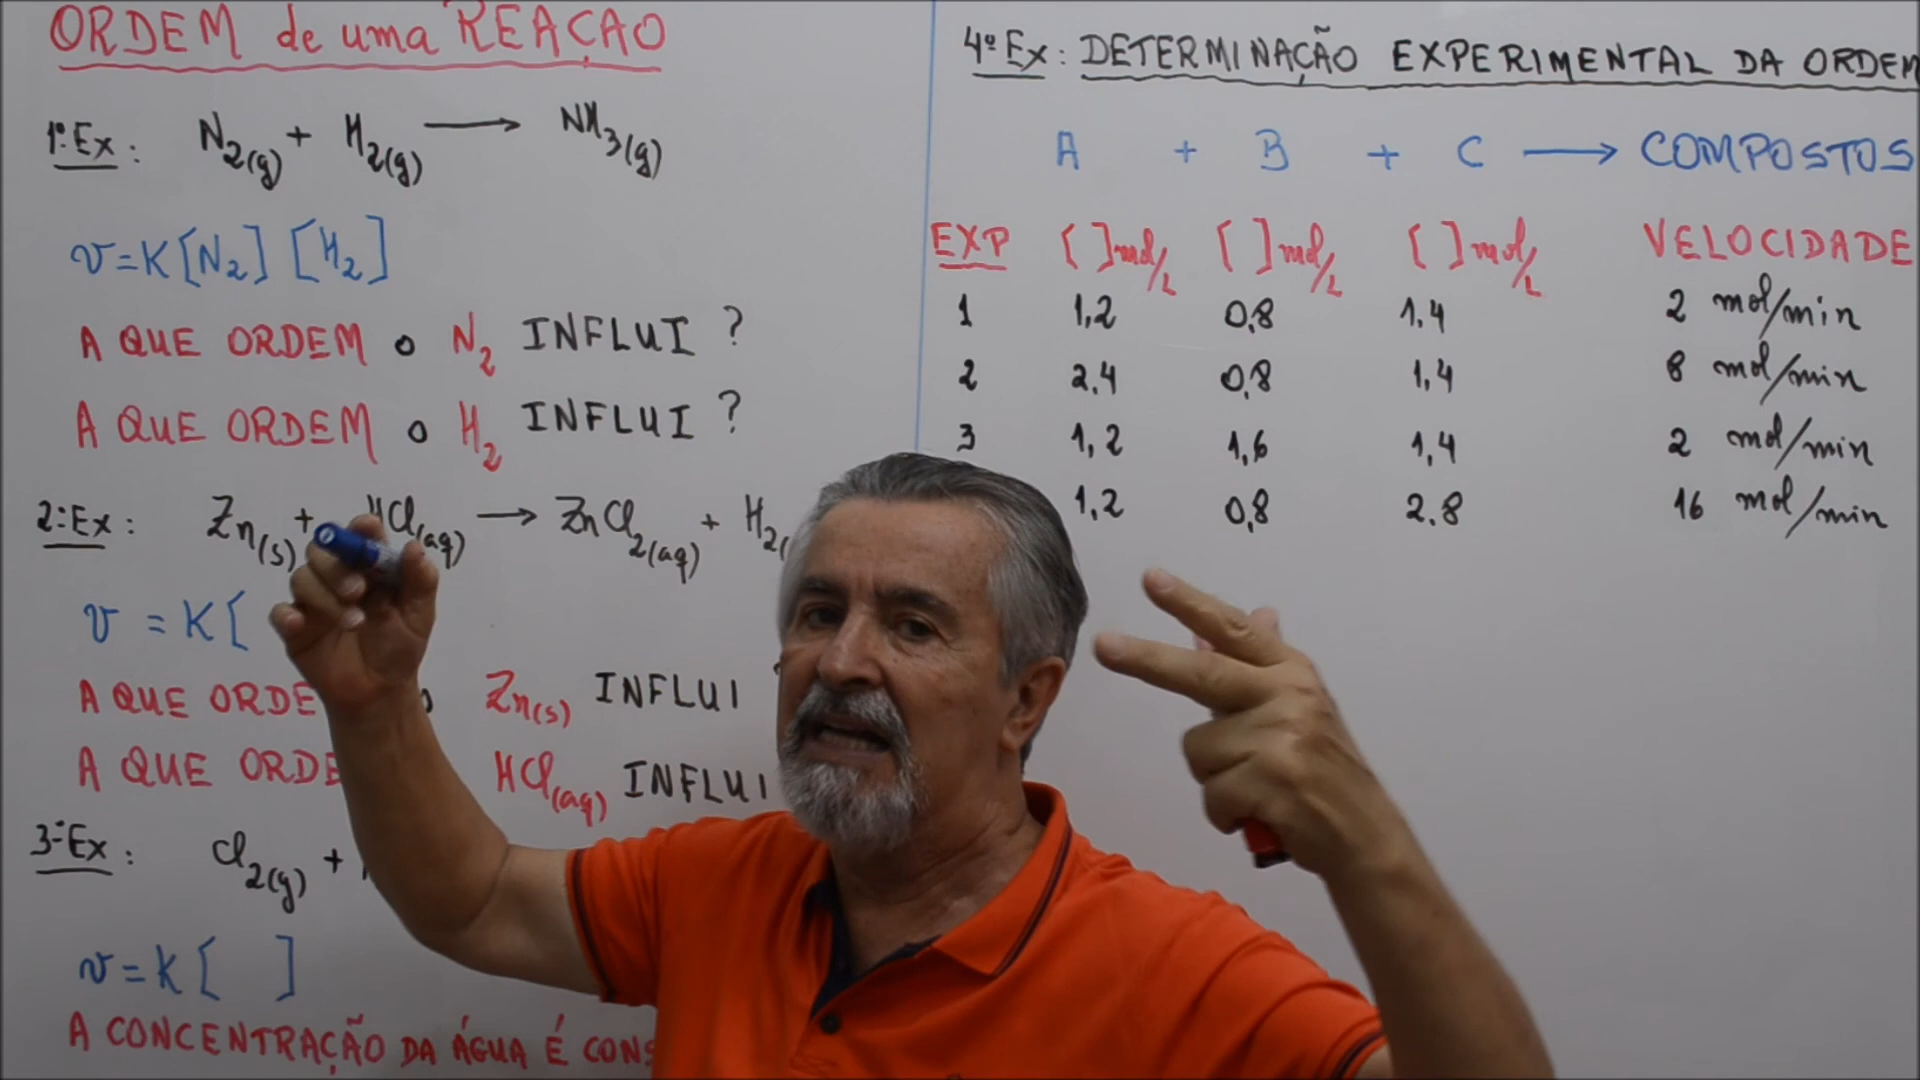 ORDEM de uma REAÇÃO
1º Ex: N2(g) + H2(g) → NH3(g)
v=K[N2] [H2]
A QUE ORDEM o N2 INFLUI ?
A QUE ORDEM o H2 INFLUI ?
2º Ex: Zn(s) + HCl(aq) → ZnCl2(aq) + H2(
v = K [
A QUE ORDE Zn(s) INFLUI
A QUE ORDE HCl(aq) INFLUI
3º Ex: Cl2(g) +
v=K[ ]
A CONCENTRAÇÃO DA ÁGUA É CONS
4º Ex: DETERMINAÇÃO EXPERIMENTAL DA ORDEM
A + B + C → COMPOSTOS
EXP [ ]mol/L [ ]mol/L [ ]mol/L VELOCIDADE
1 1,2 0,8 1,4 2 mol/min
2 2,4 0,8 1,4 8 mol/min
3 1,2 1,6 1,4 2 mol/min
1,2 0,8 2.8 16 mol/min